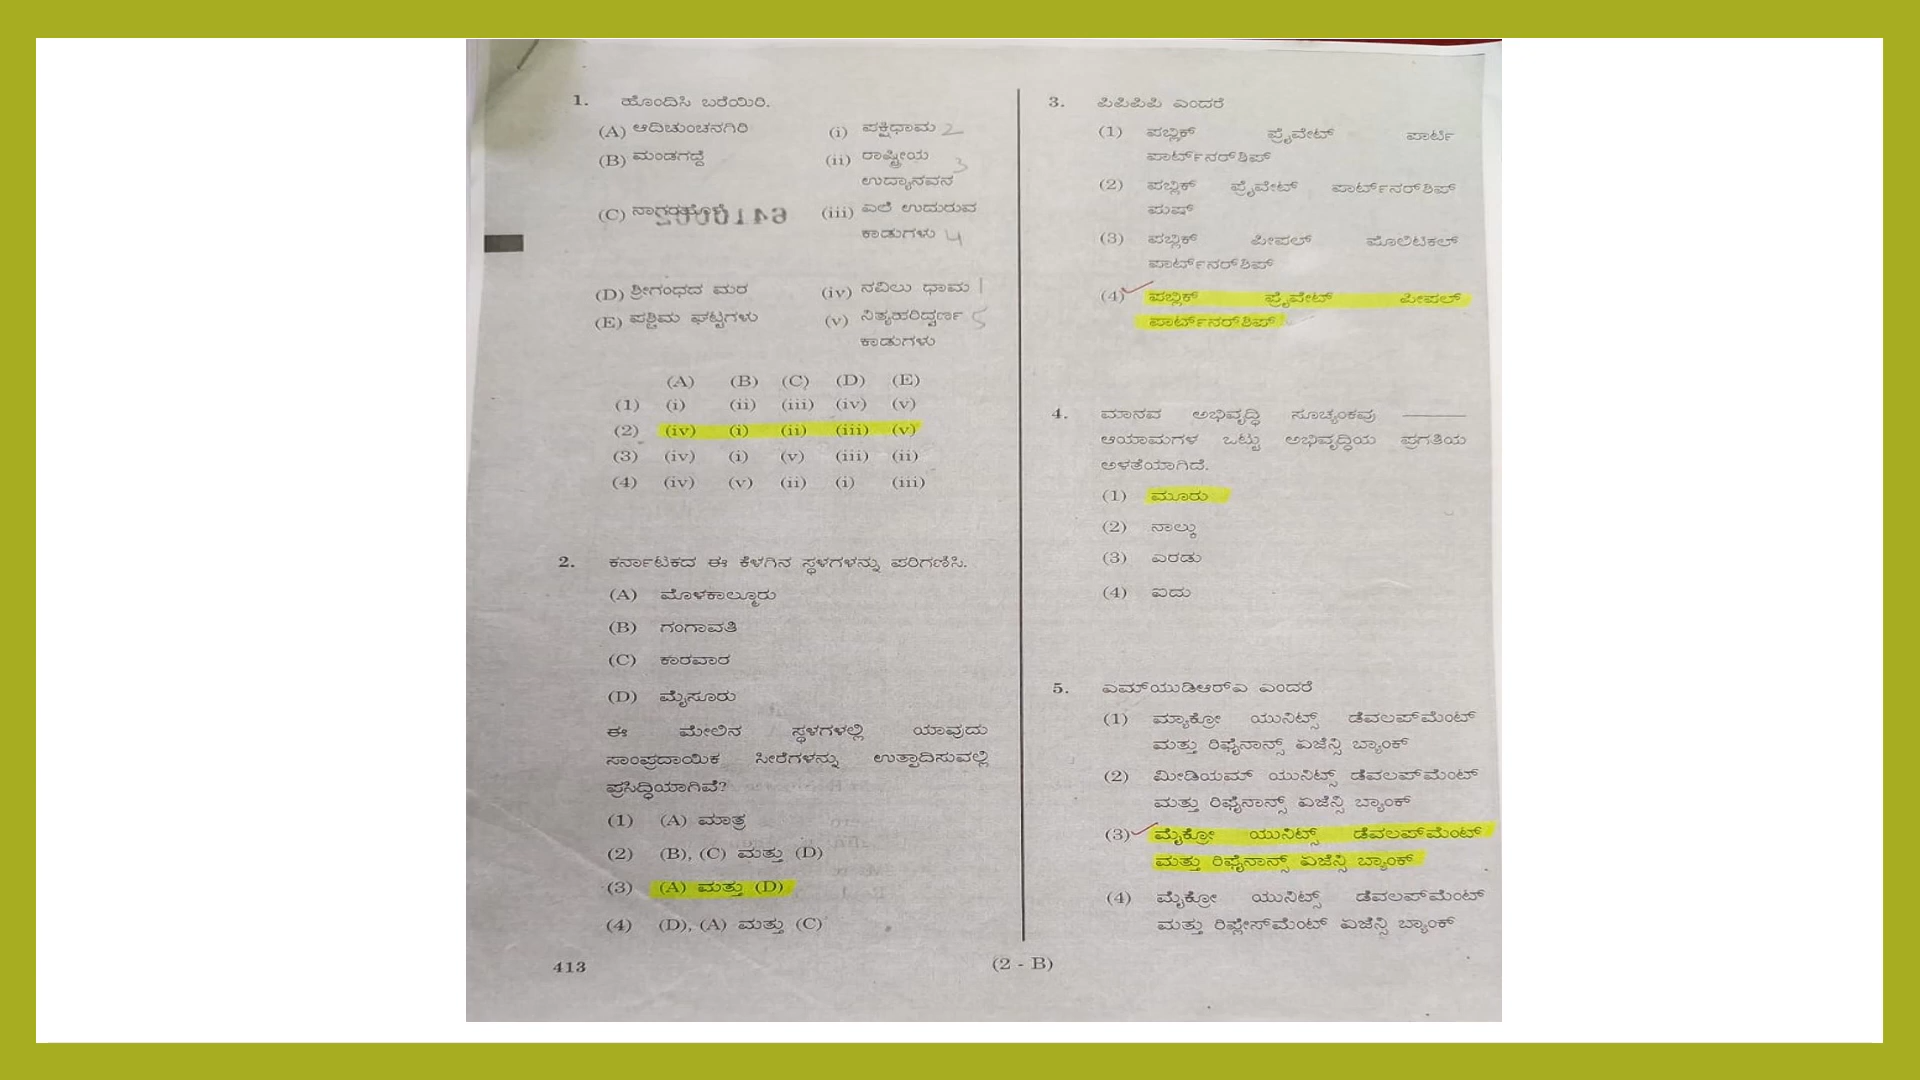 1. ಹೊಂದಿಸಿ ಬರೆಯಿರಿ.
(A) ಆದಿಚುಂಚನಗಿರಿ (i) ಪಕ್ಷಿಧಾಮ 2
(B) ಮಂಡಗದ್ದೆ (ii) ರಾಷ್ಟ್ರೀಯ 3
ಉದ್ಯಾನವನ
(C) (iii) ಎಲೆ ಉದುರುವ
ಕಾಡುಗಳು 4
(D) ಶ್ರೀಗಂಧದ ಮರ (iv) ನವಿಲು ಧಾಮ 1
(E) ಪಶ್ಚಿಮ ಘಟ್ಟಗಳು (v) ನಿತ್ಯಹರಿದ್ವರ್ಣ 5
ಕಾಡುಗಳು
(A) (B) (C) (D) (E)
(1) (i) (ii) (iii) (iv) (v)
(2) (iv) (i) (ii) (iii) (v)
(3) (iv) (i) (v) (iii) (ii)
(4) (iv) (v) (ii) (i) (iii)
2. ಕರ್ನಾಟಕದ ಈ ಕೆಳಗಿನ ಸ್ಥಳಗಳನ್ನು ಪರಿಗಣಿಸಿ.
(A) ಮೊಳಕಾಲ್ಮೂರು
(B) ಗಂಗಾವತಿ
(C) ಕಾರವಾರ
(D) ಮೈಸೂರು
ಈ ಮೇಲಿನ ಸ್ಥಳಗಳಲ್ಲಿ ಯಾವುದು
ಸಾಂಪ್ರದಾಯಿಕ ಸೀರೆಗಳನ್ನು ಉತ್ಪಾದಿಸುವಲ್ಲಿ
ಪ್ರಸಿದ್ಧಿಯಾಗಿವೆ?
(1) (A) ಮಾತ್ರ
(2) (B), (C) ಮತ್ತು (D)
(3) (A) ಮತ್ತು (D)
(4) (D), (A) ಮತ್ತು (C)
3. ಪಿಪಿಪಿಪಿ ಎಂದರೆ
(1) ಪಬ್ಲಿಕ್ ಪ್ರೈವೇಟ್ ಪಾರ್ಟಿ
ಪಾರ್ಟ್‌ನರ್‌ಶಿಪ್
(2) ಪಬ್ಲಿಕ್ ಪ್ರೈವೇಟ್ ಪಾರ್ಟ್‌ನರ್‌ಶಿಪ್
ಪುಷ್
(3) ಪಬ್ಲಿಕ್ ಪೀಪಲ್ ಪೊಲಿಟಿಕಲ್
ಪಾರ್ಟ್‌ನರ್‌ಶಿಪ್
(4) ಪಬ್ಲಿಕ್ ಪ್ರೈವೇಟ್ ಪೀಪಲ್
ಪಾರ್ಟ್‌ನರ್‌ಶಿಪ್
4. ಮಾನವ ಅಭಿವೃದ್ಧಿ ಸೂಚ್ಯಂಕವು ———
ಆಯಾಮಗಳ ಒಟ್ಟು ಅಭಿವೃದ್ಧಿಯ ಪ್ರಗತಿಯ
ಅಳತೆಯಾಗಿದೆ.
(1) ಮೂರು
(2) ನಾಲ್ಕು
(3) ಎರಡು
(4) ಐದು
5. ಎಮ್‌ಯುಡಿಆರ್‌ಎ ಎಂದರೆ
(1) ಮ್ಯಾಕ್ರೋ ಯುನಿಟ್ಸ್ ಡೆವಲಪ್‌ಮೆಂಟ್
ಮತ್ತು ರಿಫೈನಾನ್ಸ್ ಏಜೆನ್ಸಿ ಬ್ಯಾಂಕ್
(2) ಮೀಡಿಯಮ್ ಯುನಿಟ್ಸ್ ಡೆವಲಪ್‌ಮೆಂಟ್
ಮತ್ತು ರಿಫೈನಾನ್ಸ್ ಏಜೆನ್ಸಿ ಬ್ಯಾಂಕ್
(3) ಮೈಕ್ರೋ ಯುನಿಟ್ಸ್ ಡೆವಲಪ್‌ಮೆಂಟ್
ಮತ್ತು ರಿಫೈನಾನ್ಸ್ ಏಜೆನ್ಸಿ ಬ್ಯಾಂಕ್
(4) ಮೈಕ್ರೋ ಯುನಿಟ್ಸ್ ಡೆವಲಪ್‌ಮೆಂಟ್
ಮತ್ತು ರಿಪ್ಲೇಸ್‌ಮೆಂಟ್ ಏಜೆನ್ಸಿ ಬ್ಯಾಂಕ್
413 (2 - B)